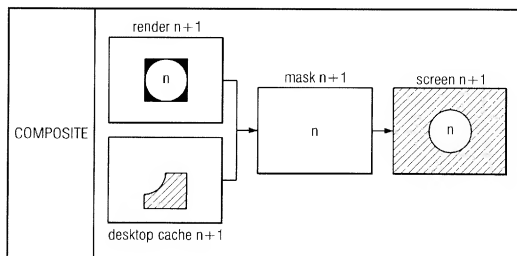 COMPOSITE
render n+1
n
desktop cache n+1
mask n+1
n
screen n+1
n